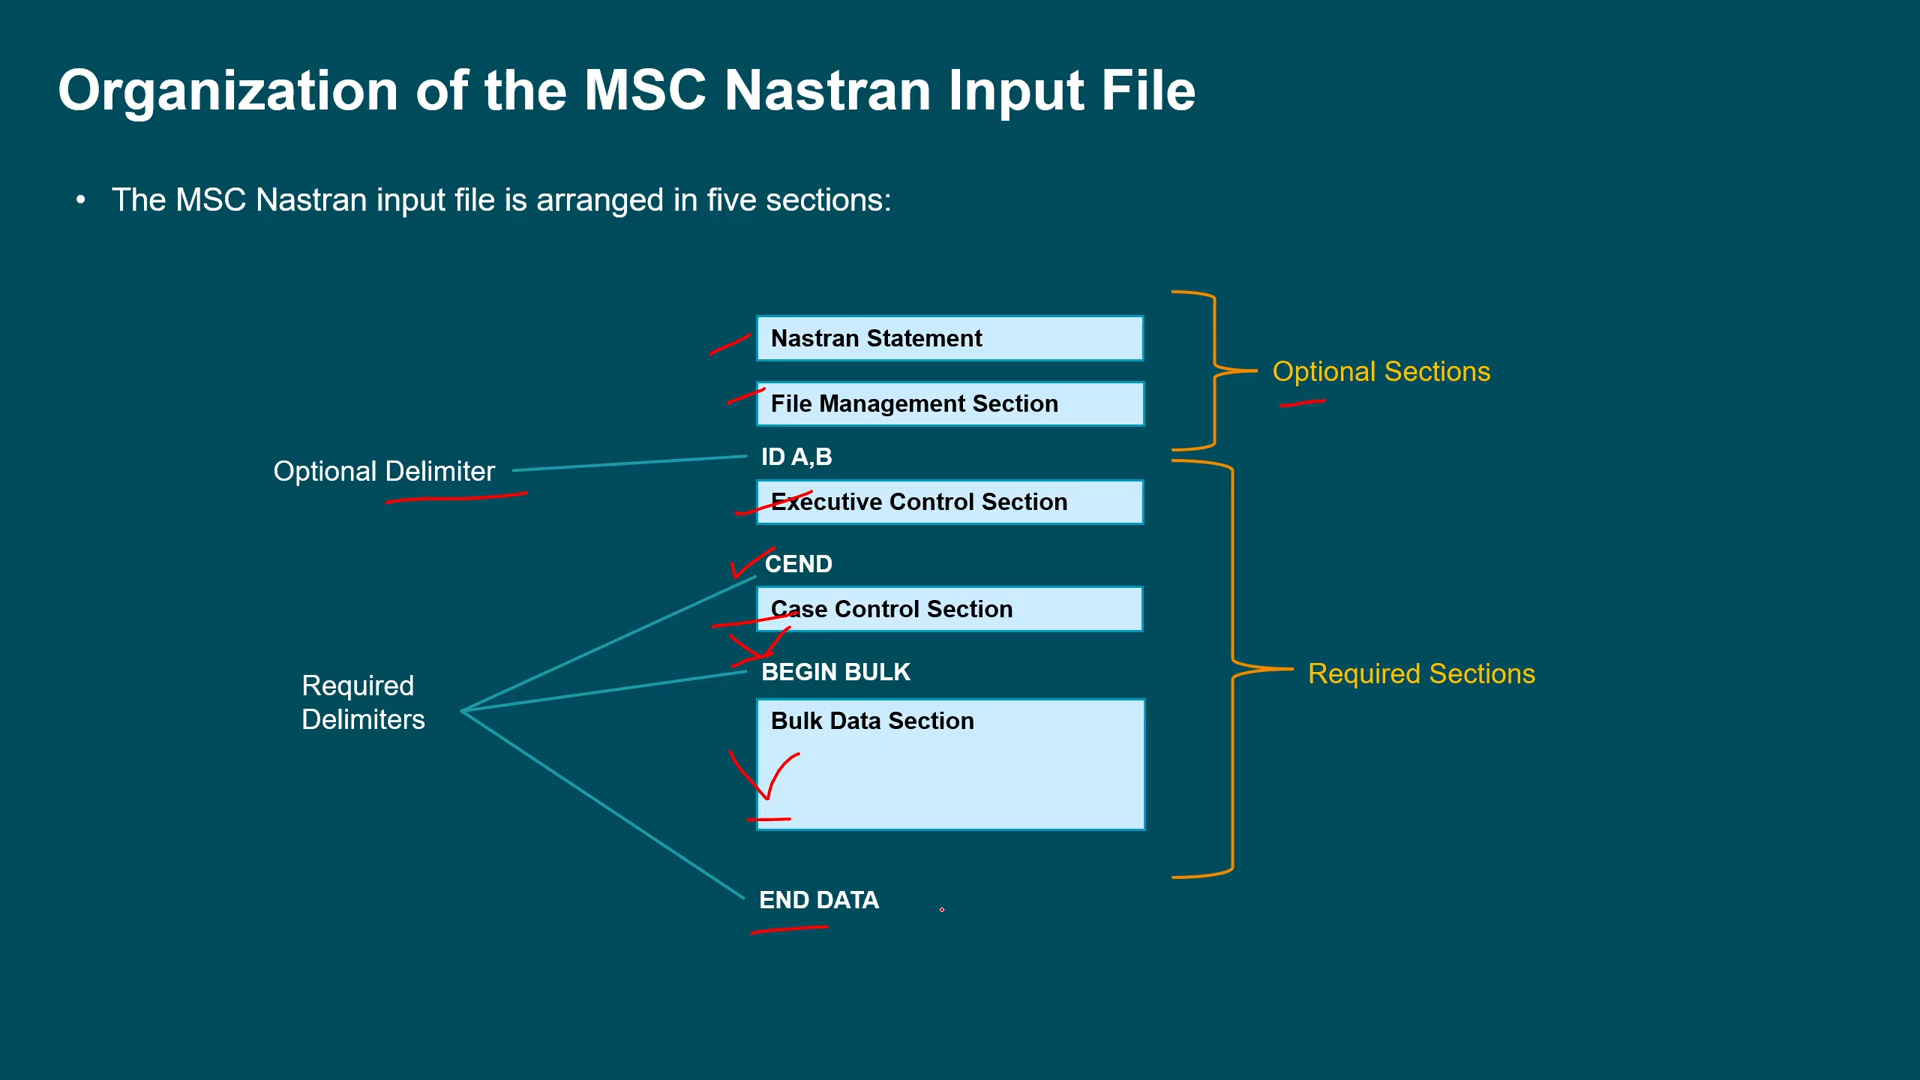 Organization of the MSC Nastran Input File
• The MSC Nastran input file is arranged in five sections:
Nastran Statement
Optional Sections
File Management Section
ID A,B
Optional Delimiter
Executive Control Section
CEND
Case Control Section
BEGIN BULK
Required Sections
Required
Delimiters
Bulk Data Section
END DATA